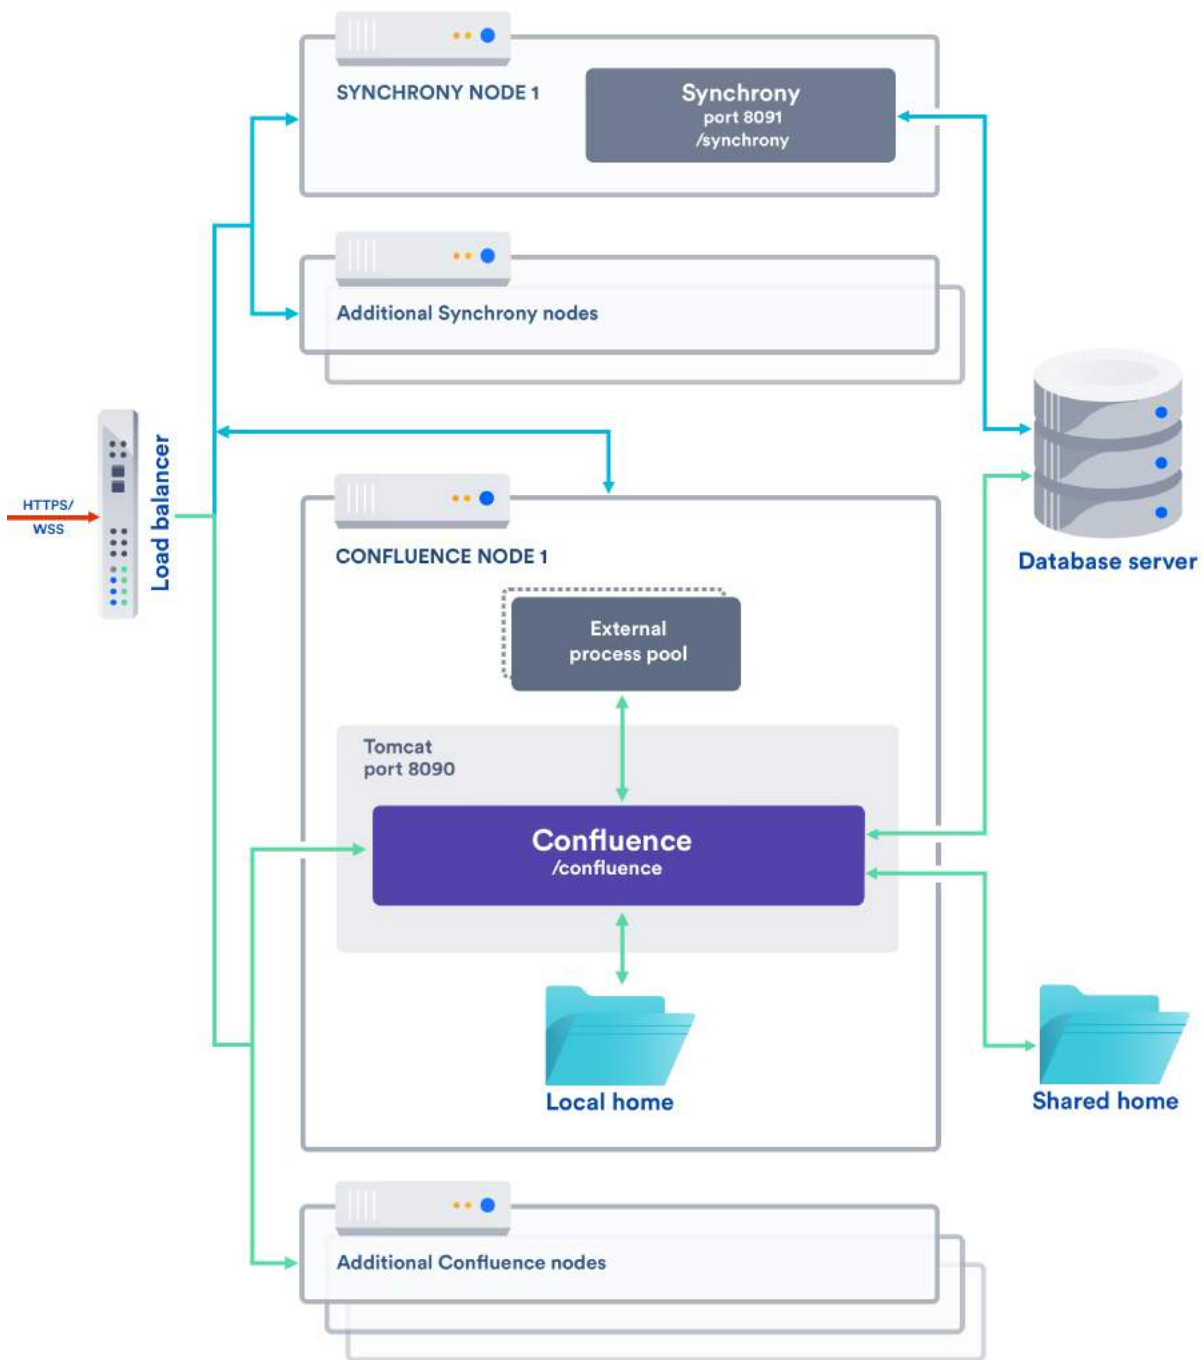 SYNCHRONY NODE 1
Synchrony
port 8091
/synchrony
Additional Synchrony nodes
HTTPS/
WSS
Load balancer
Database server
CONFLUENCE NODE 1
External
process pool
Tomcat
port 8090
Confluence
/confluence
Local home
Shared home
Additional Confluence nodes